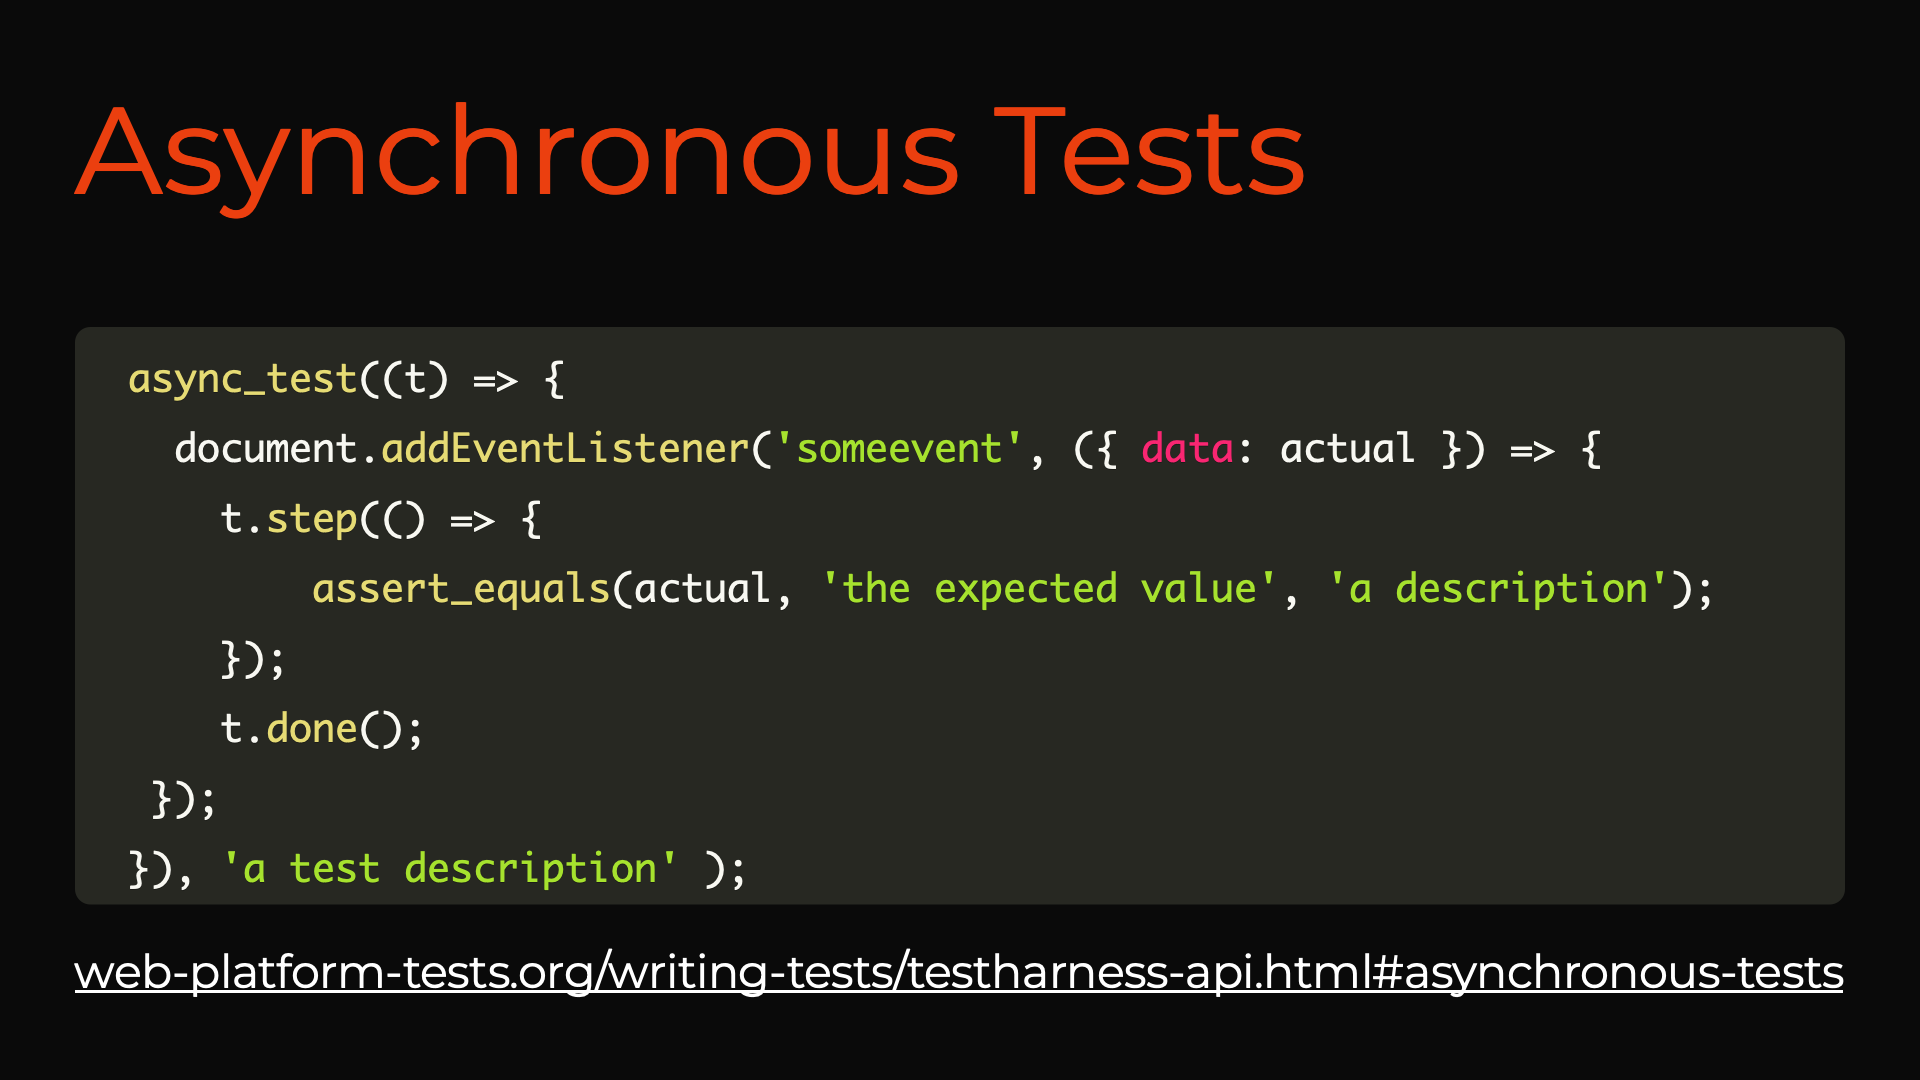 Asynchronous Tests
async_test((t) => {
  document.addEventListener('someevent', ({ data: actual }) => {
    t.step(() => {
        assert_equals(actual, 'the expected value', 'a description');
    });
    t.done();
 });
}), 'a test description' );
web-platform-tests.org/writing-tests/testharness-api.html#asynchronous-tests